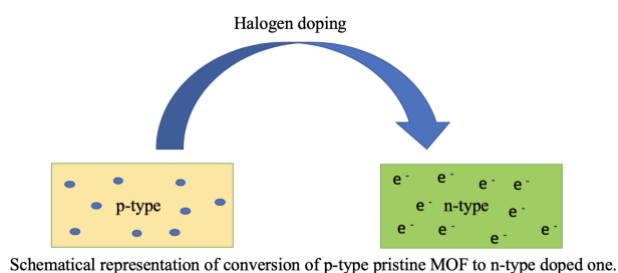 Halogen doping
p-type
e - e - e - e -
e - n-type e -
e - e - e - e -
Schematical representation of conversion of p-type pristine MOF to n-type doped one.